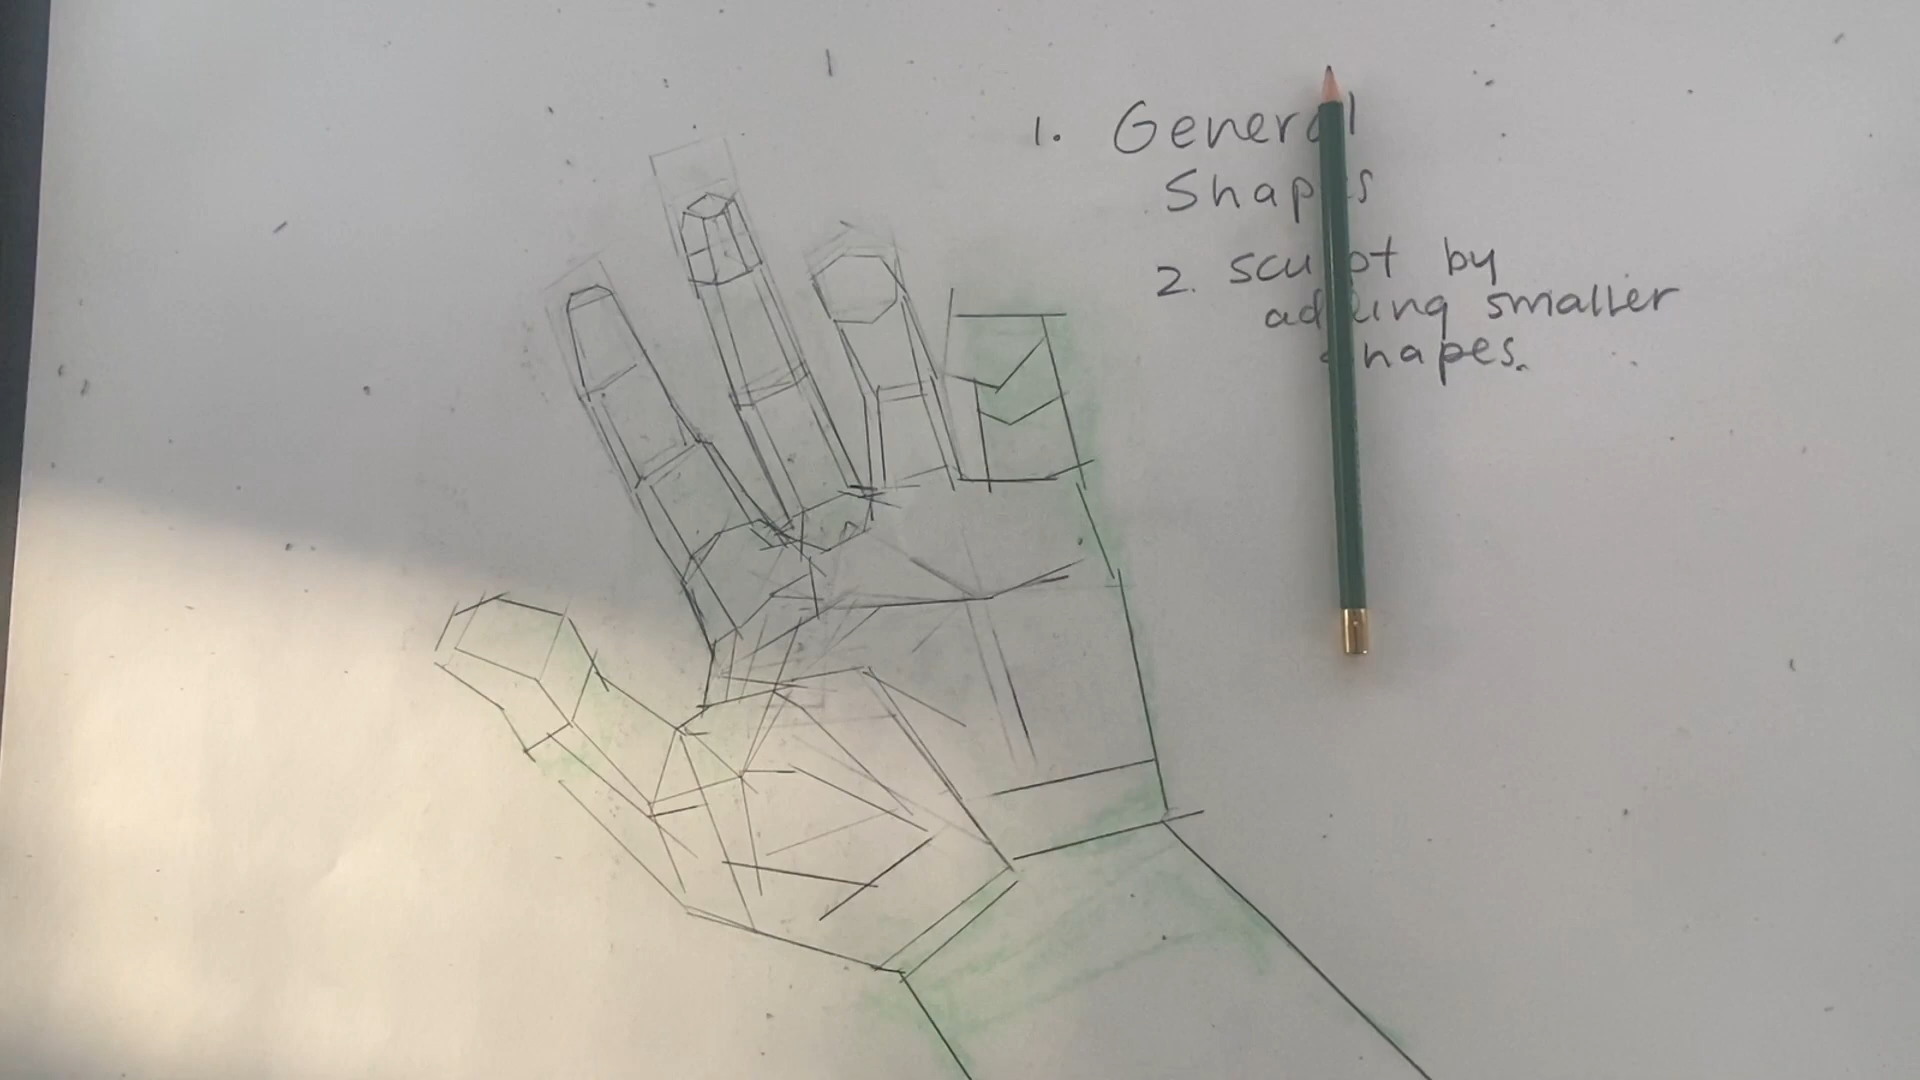 1. General
Shapes
2. sculpt by
adding smaller
shapes.